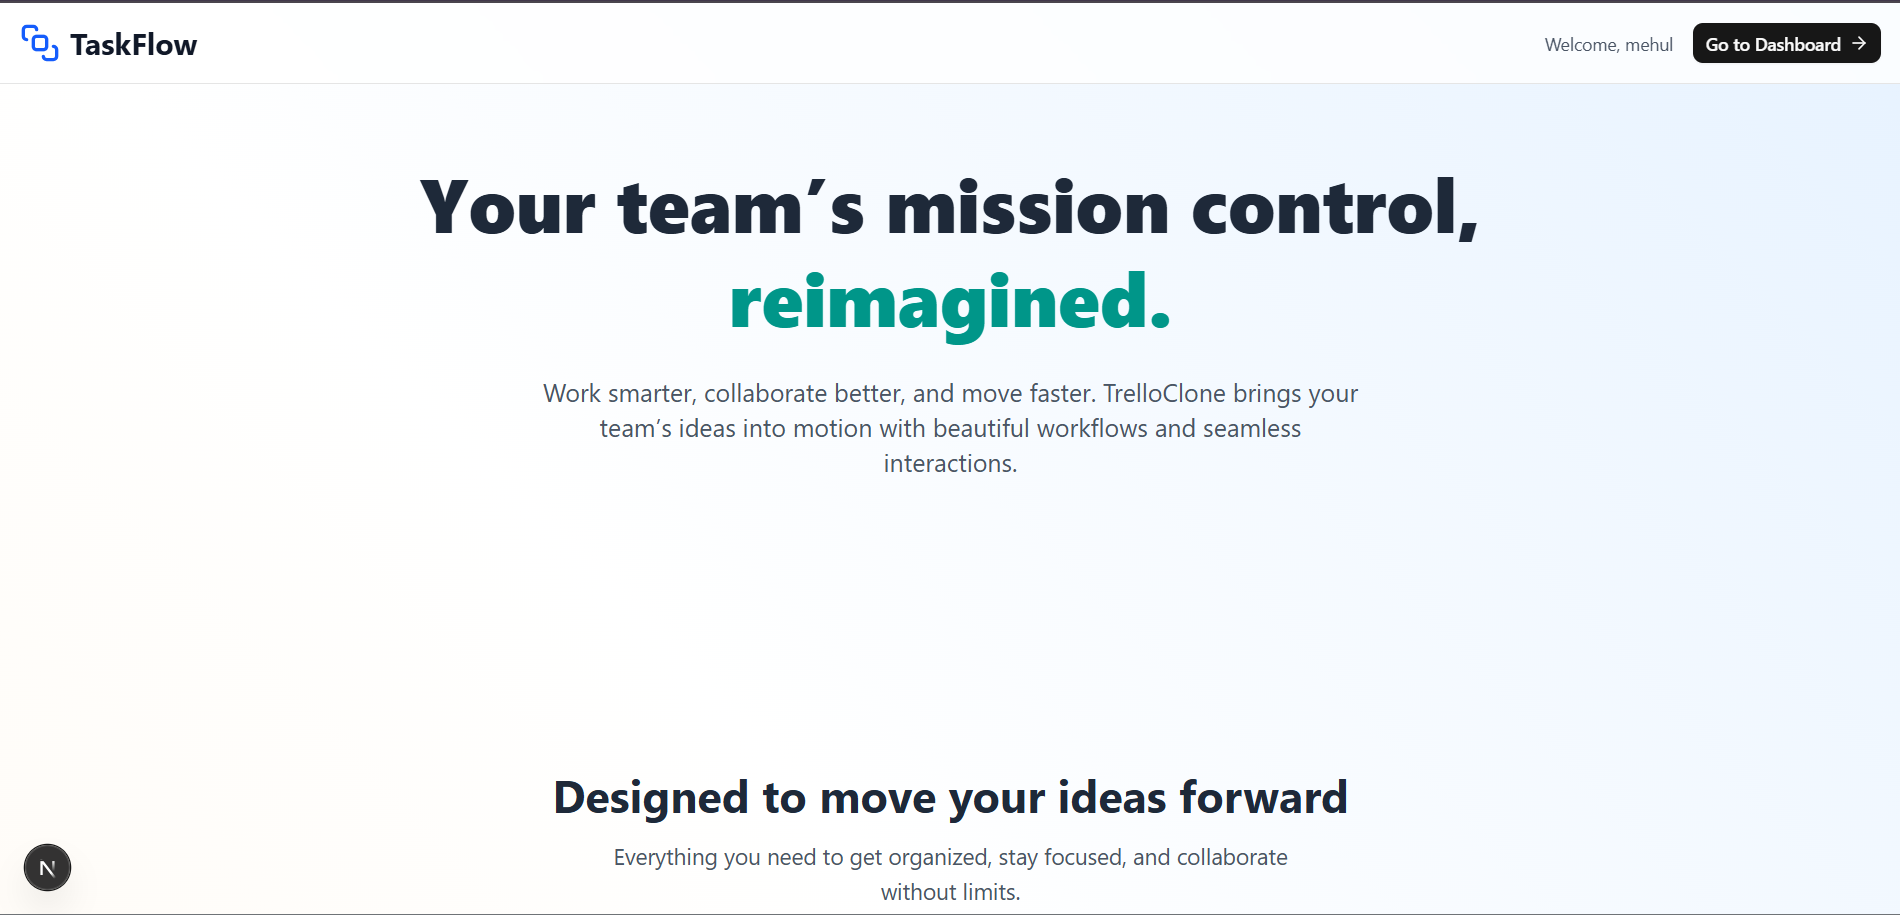 TaskFlow
Welcome, mehul
Go to Dashboard
Your team’s mission control,
reimagined.
Work smarter, collaborate better, and move faster. TrelloClone brings your
team’s ideas into motion with beautiful workflows and seamless
interactions.
Designed to move your ideas forward
Everything you need to get organized, stay focused, and collaborate
without limits.
N